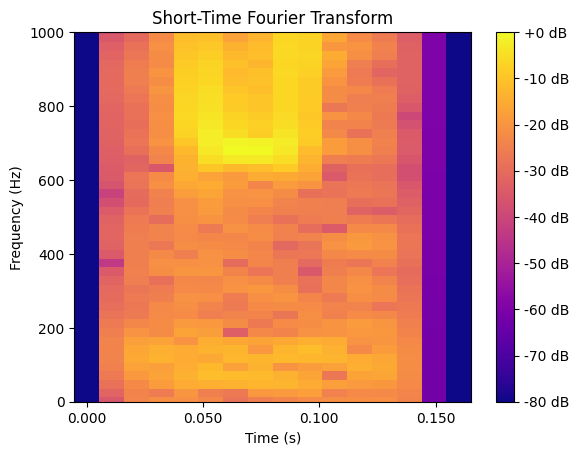 Short-Time Fourier Transform
1000
800
600
400
200
0
Frequency (Hz)
0.000
0.050
0.100
0.150
Time (s)
+0 dB
-10 dB
-20 dB
-30 dB
-40 dB
-50 dB
-60 dB
-70 dB
-80 dB